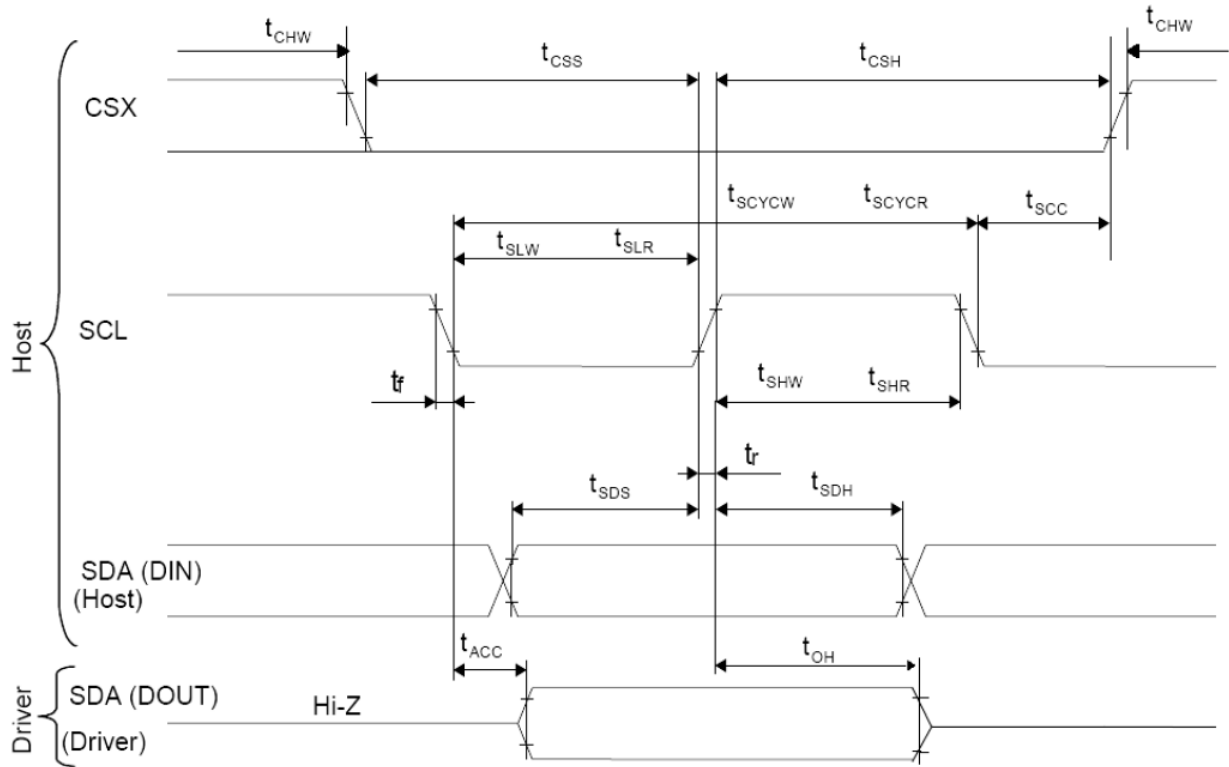 tCHW
tCHW
tCSS
tCSH
CSX
tSCYCW
tSCYCR
tSCC
tSLW
tSLR
Host
SCL
tf
tSHW
tSHR
tr
tSDS
tSDH
SDA (DIN)
(Host)
tACC
tOH
Driver
SDA (DOUT)
Hi-Z
(Driver)